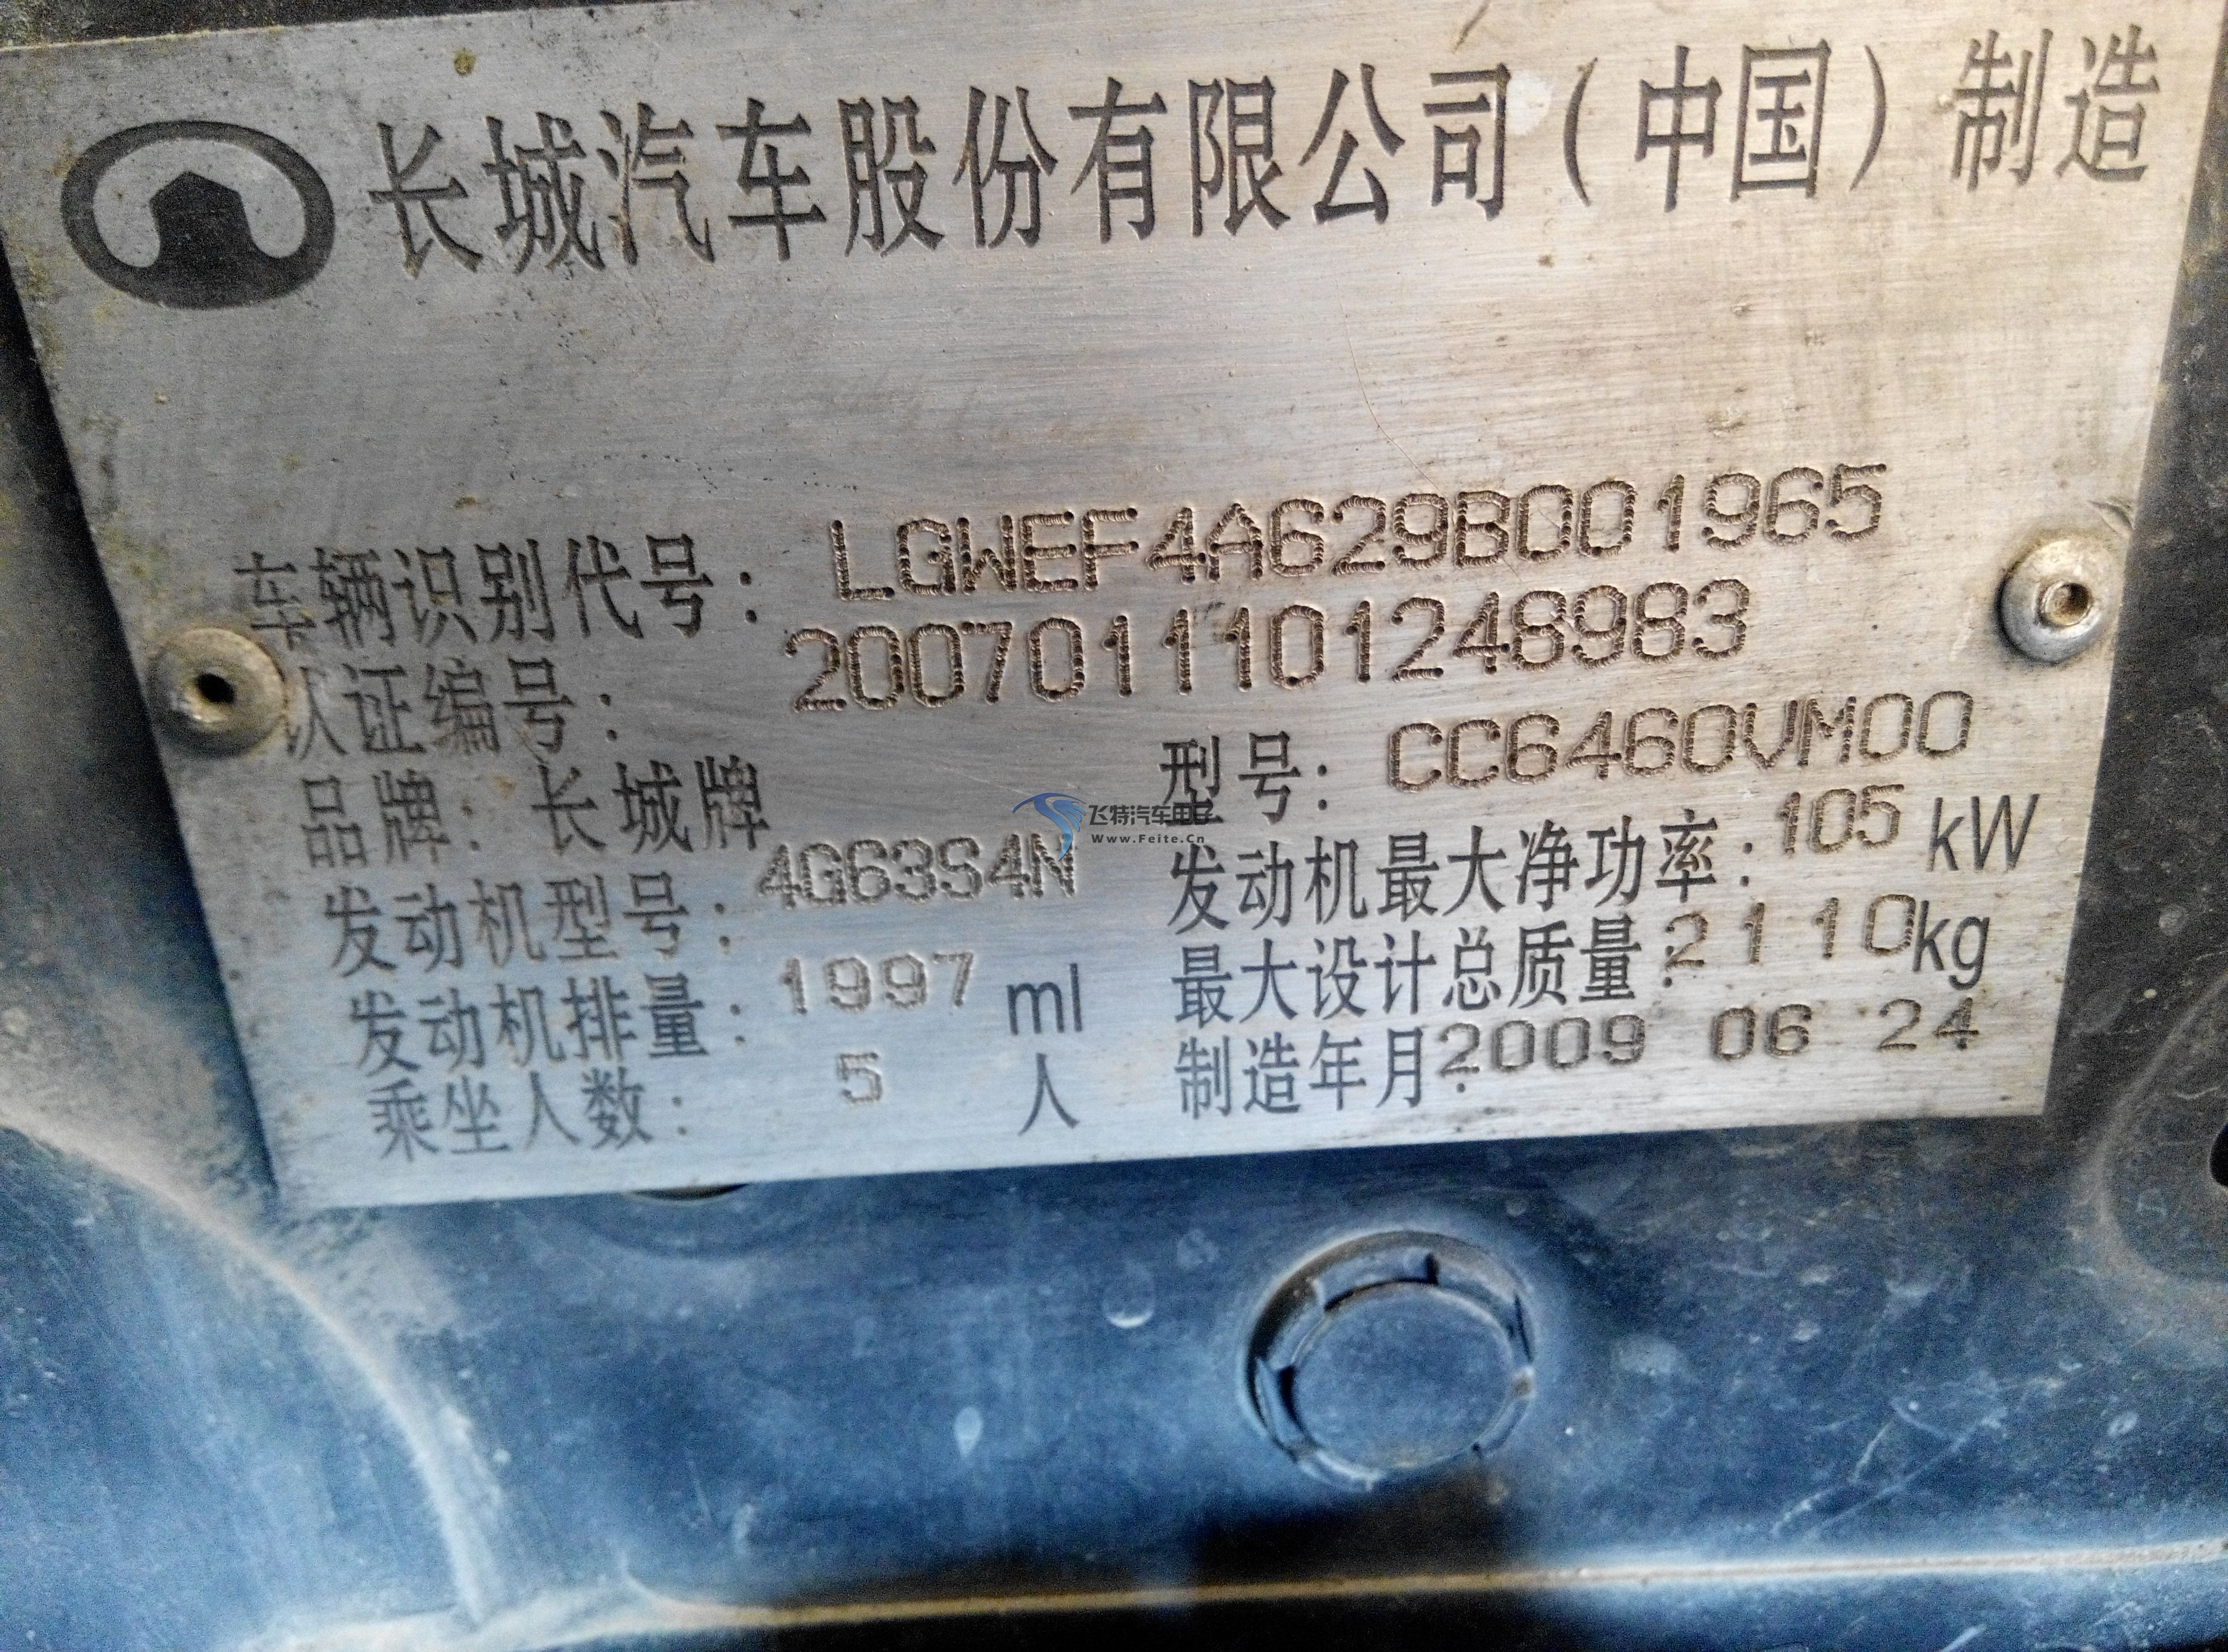 长城汽车股份有限公司(中国)制造
车辆识别代号: LGWEF4A629B001965
认证编号: 2007011101248983
品牌: 长城牌 型号: CC6460VM00
发动机型号: 4G63S4N 发动机最大净功率: 105 kW
发动机排量: 1997 ml 最大设计总质量: 2110kg
乘坐人数: 5 人 制造年月: 2009 06 24
飞特汽车电子
Www.Feite.Cn